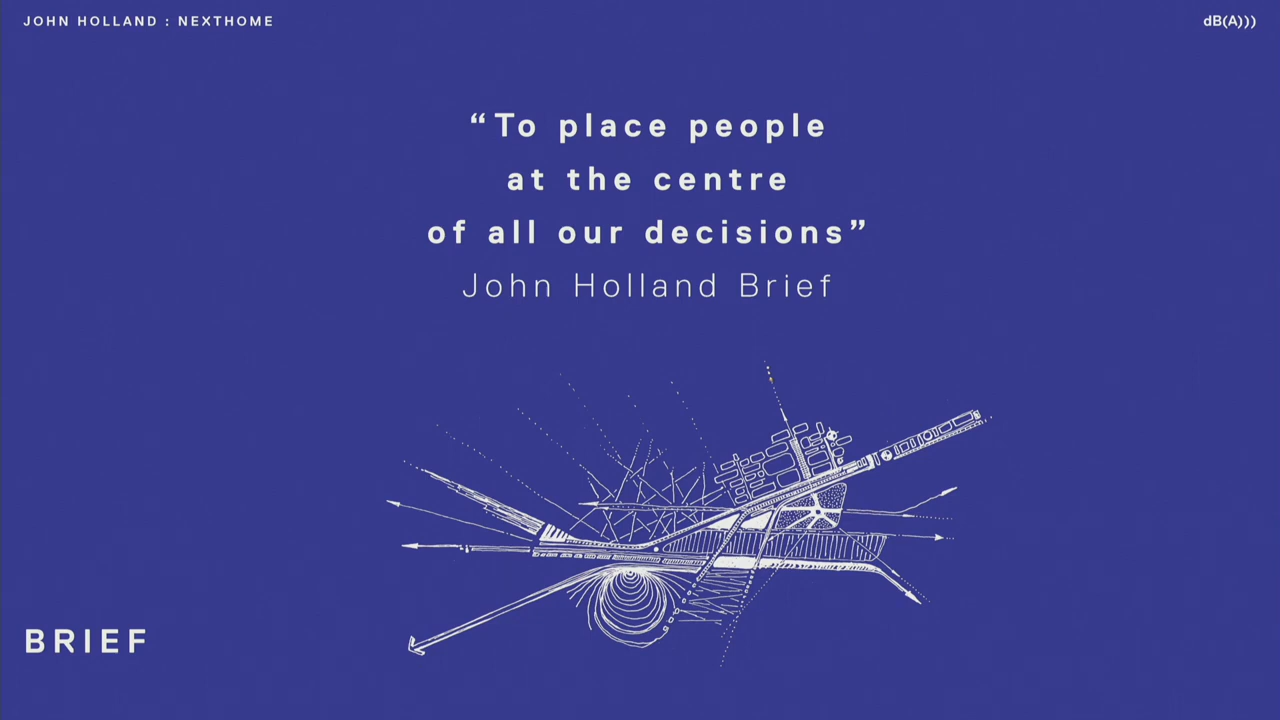 JOHN HOLLAND : NEXTHOME
dB(A)))
“To place people
at the centre
of all our decisions”
John Holland Brief
BRIEF